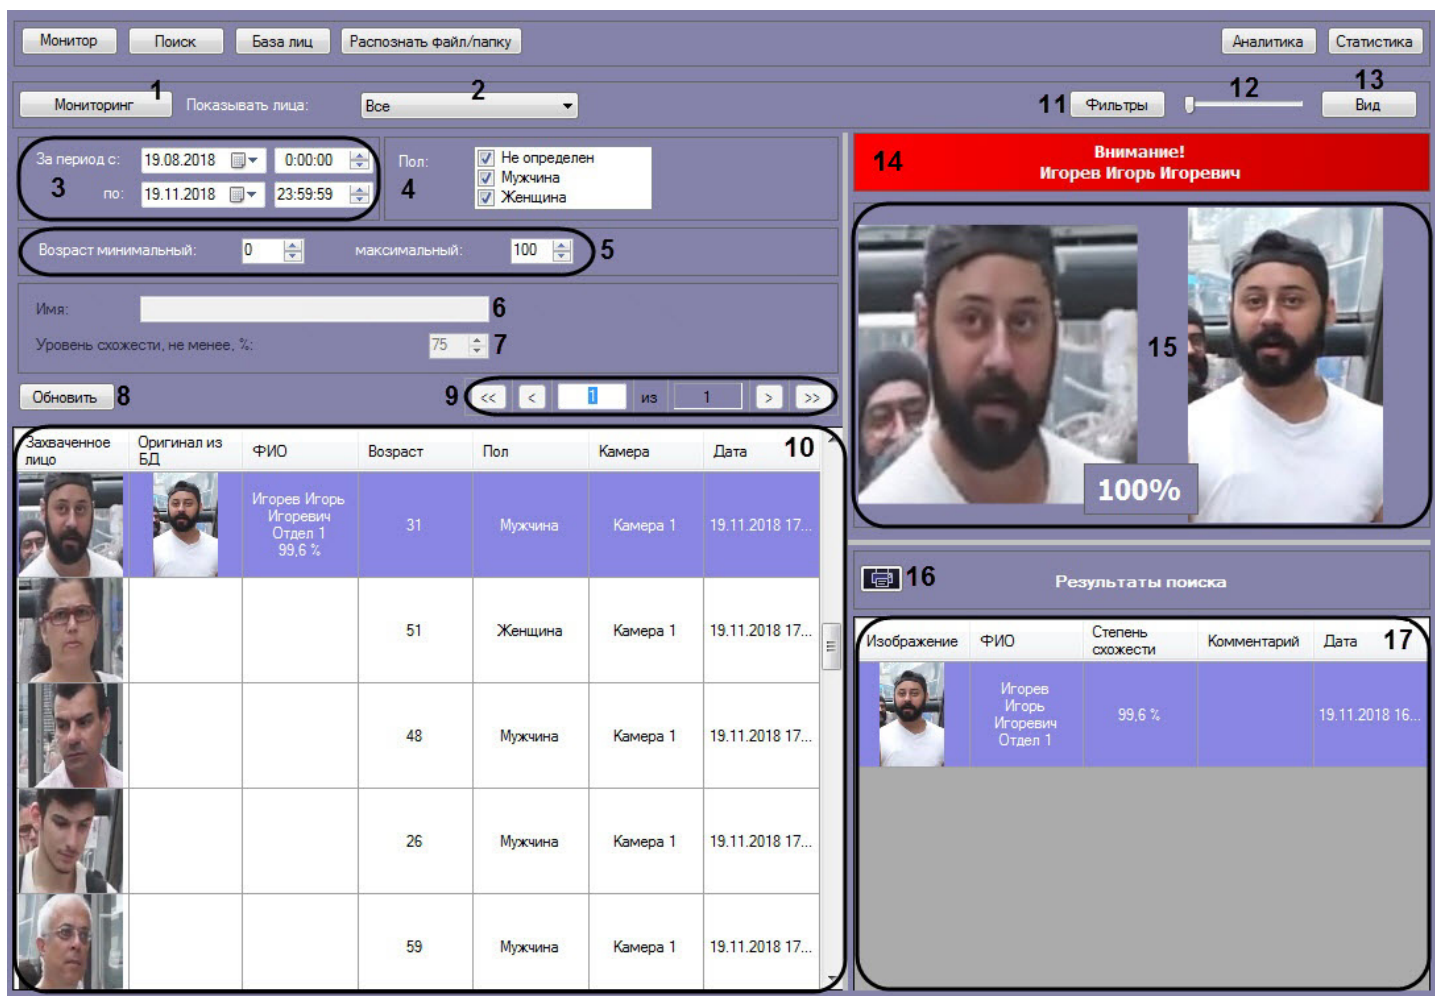 Монитор Поиск База лиц Распознать файл/папку Аналитика Статистика
Мониторинг 1 Показывать лица: Все 2 11 Фильтры 12 13 Вид
За период с: 19.08.2018 0:00:00
3 по: 19.11.2018 23:59:59
Пол: 4
Не определен
Мужчина
Женщина
Возраст минимальный: 0 максимальный: 100 5
Имя: 6
Уровень схожести, не менее, %: 75 7
Обновить 8 9 << < 1 из 1 > >>
Захваченное лицо Оригинал из БД ФИО Возраст Пол Камера Дата 10
Игорев Игорь
Игоревич
Отдел 1
99,6 %
31 Мужчина Камера 1 19.11.2018 17...
51 Женщина Камера 1 19.11.2018 17...
48 Мужчина Камера 1 19.11.2018 17...
26 Мужчина Камера 1 19.11.2018 17...
59 Мужчина Камера 1 19.11.2018 17...
14 Внимание!
Игорев Игорь Игоревич
15
100%
16 Результаты поиска
Изображение ФИО Степень схожести Комментарий Дата 17
Игорев
Игорь
Игоревич
Отдел 1
99,6 % 19.11.2018 16...